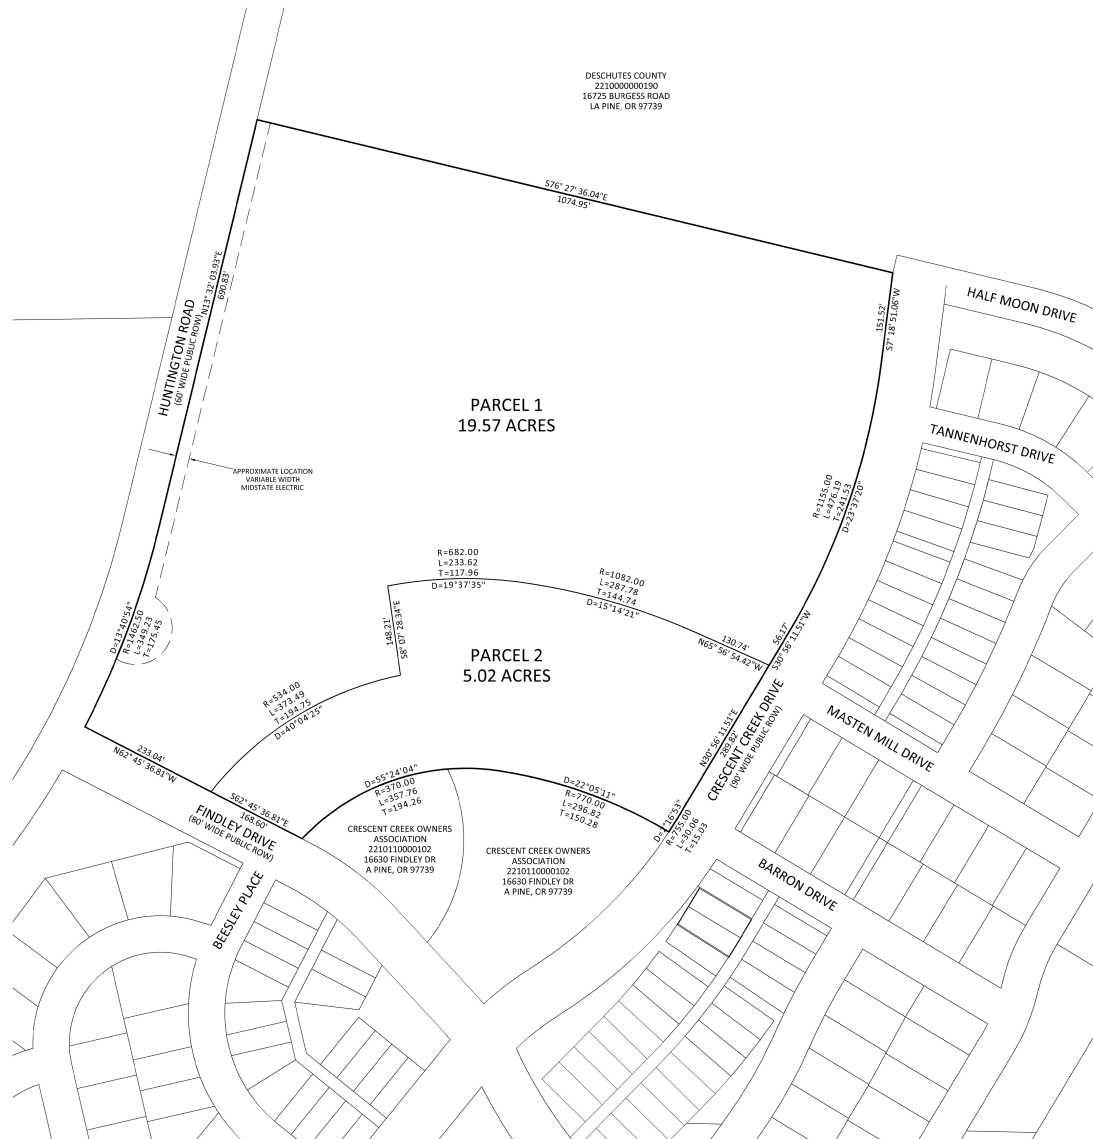 DESCHUTES COUNTY
2210000000190
16725 BURGESS ROAD
LA PINE, OR 97739
S76° 27' 36.04"E
1074.95'
N13° 32' 03.93"E
690.83'
HUNTINGTON ROAD
(60' WIDE PUBLIC ROW)
151.52'
S7° 18' 51.06"W
HALF MOON DRIVE
PARCEL 1
19.57 ACRES
TANNENHORST DRIVE
APPROXIMATE LOCATION
VARIABLE WIDTH
MIDSTATE ELECTRIC
R=1155.00
L=476.19
T=241.53
D=23°37'20"
R=682.00
L=233.62
T=117.96
D=19°37'35"
R=1082.00
L=287.78
T=144.74
D=15°14'21"
148.21'
S8° 07' 28.34"E
D=13°40'54"
R=1462.50
L=349.23
T=175.45
130.74'
N65° 56' 54.42"W
56.17'
S30° 56' 11.51"W
PARCEL 2
5.02 ACRES
R=534.00
L=373.49
T=194.75
D=40°04'25"
N30° 56' 11.51"E
289.82'
CRESCENT CREEK DRIVE
(90' WIDE PUBLIC ROW)
MASTEN MILL DRIVE
233.04'
N62° 45' 36.81"W
S62° 45' 36.81"E
168.60'
FINDLEY DRIVE
(80' WIDE PUBLIC ROW)
D=55°24'04"
R=370.00
L=357.76
T=194.26
D=22°05'11"
R=770.00
L=296.82
T=150.28
D=2°16'53"
R=755.00
L=30.06
T=15.03
CRESCENT CREEK OWNERS
ASSOCIATION
2210110000102
16630 FINDLEY DR
A PINE, OR 97739
CRESCENT CREEK OWNERS
ASSOCIATION
2210110000102
16630 FINDLEY DR
A PINE, OR 97739
BARRON DRIVE
BEESLEY PLACE